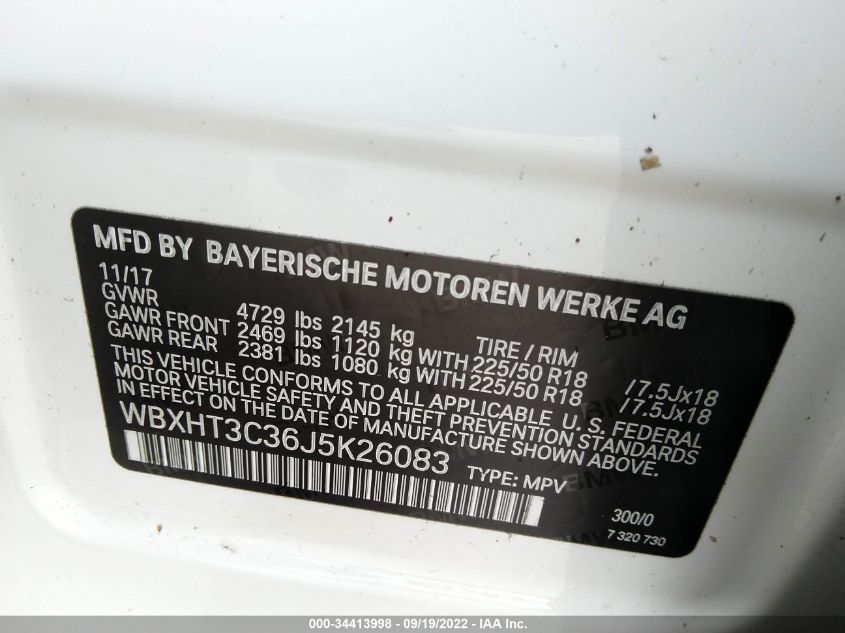 MFD BY BAYERISCHE MOTOREN WERKE AG
11/17
GVWR 4729 lbs 2145 kg TIRE / RIM
GAWR FRONT 2469 lbs 1120 kg WITH 225/50 R18 /7.5Jx18
GAWR REAR 2381 lbs 1080 kg WITH 225/50 R18 /7.5Jx18
THIS VEHICLE CONFORMS TO ALL APPLICABLE U. S. FEDERAL
MOTOR VEHICLE SAFETY AND THEFT PREVENTION STANDARDS
IN EFFECT ON THE DATE OF MANUFACTURE SHOWN ABOVE.
WBXHT3C36J5K26083 TYPE: MPV
300/0
7 320 730
000-34413998 - 09/19/2022 - IAA Inc.